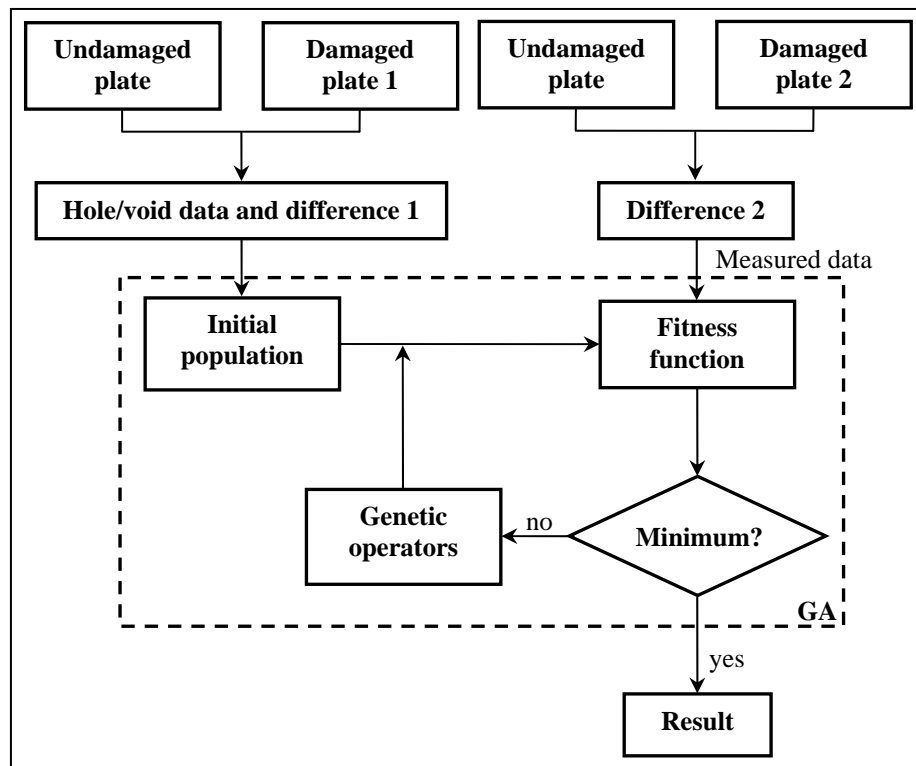 Undamaged
plate
Damaged
plate 1
Undamaged
plate
Damaged
plate 2
Hole/void data and difference 1
Difference 2
Measured data
Initial
population
Fitness
function
Genetic
operators
no
Minimum?
GA
yes
Result